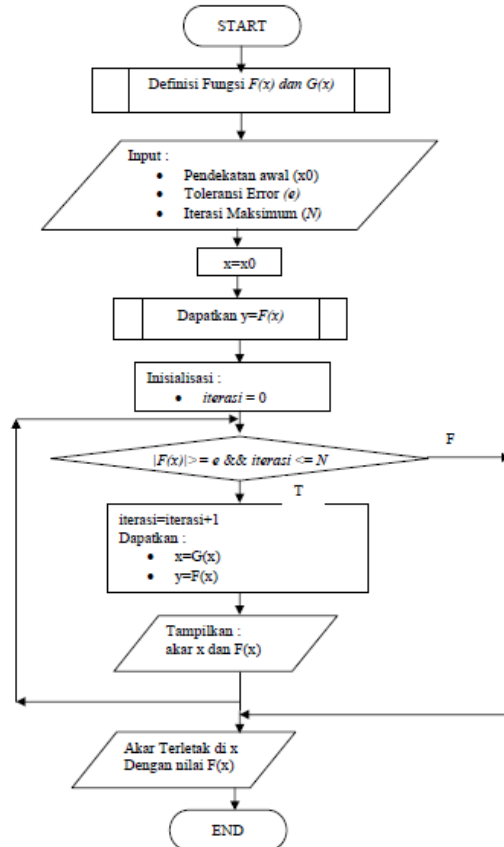 START
Definisi Fungsi F(x) dan G(x)
Input :
• Pendekatan awal (x0)
• Toleransi Error (e)
• Iterasi Maksimum (N)
x=x0
Dapatkan y=F(x)
Inisialisasi :
• iterasi = 0
F
|F(x)|>= e && iterasi <= N
T
iterasi=iterasi+1
Dapatkan :
• x=G(x)
• y=F(x)
Tampilkan :
akar x dan F(x)
Akar Terletak di x
Dengan nilai F(x)
END